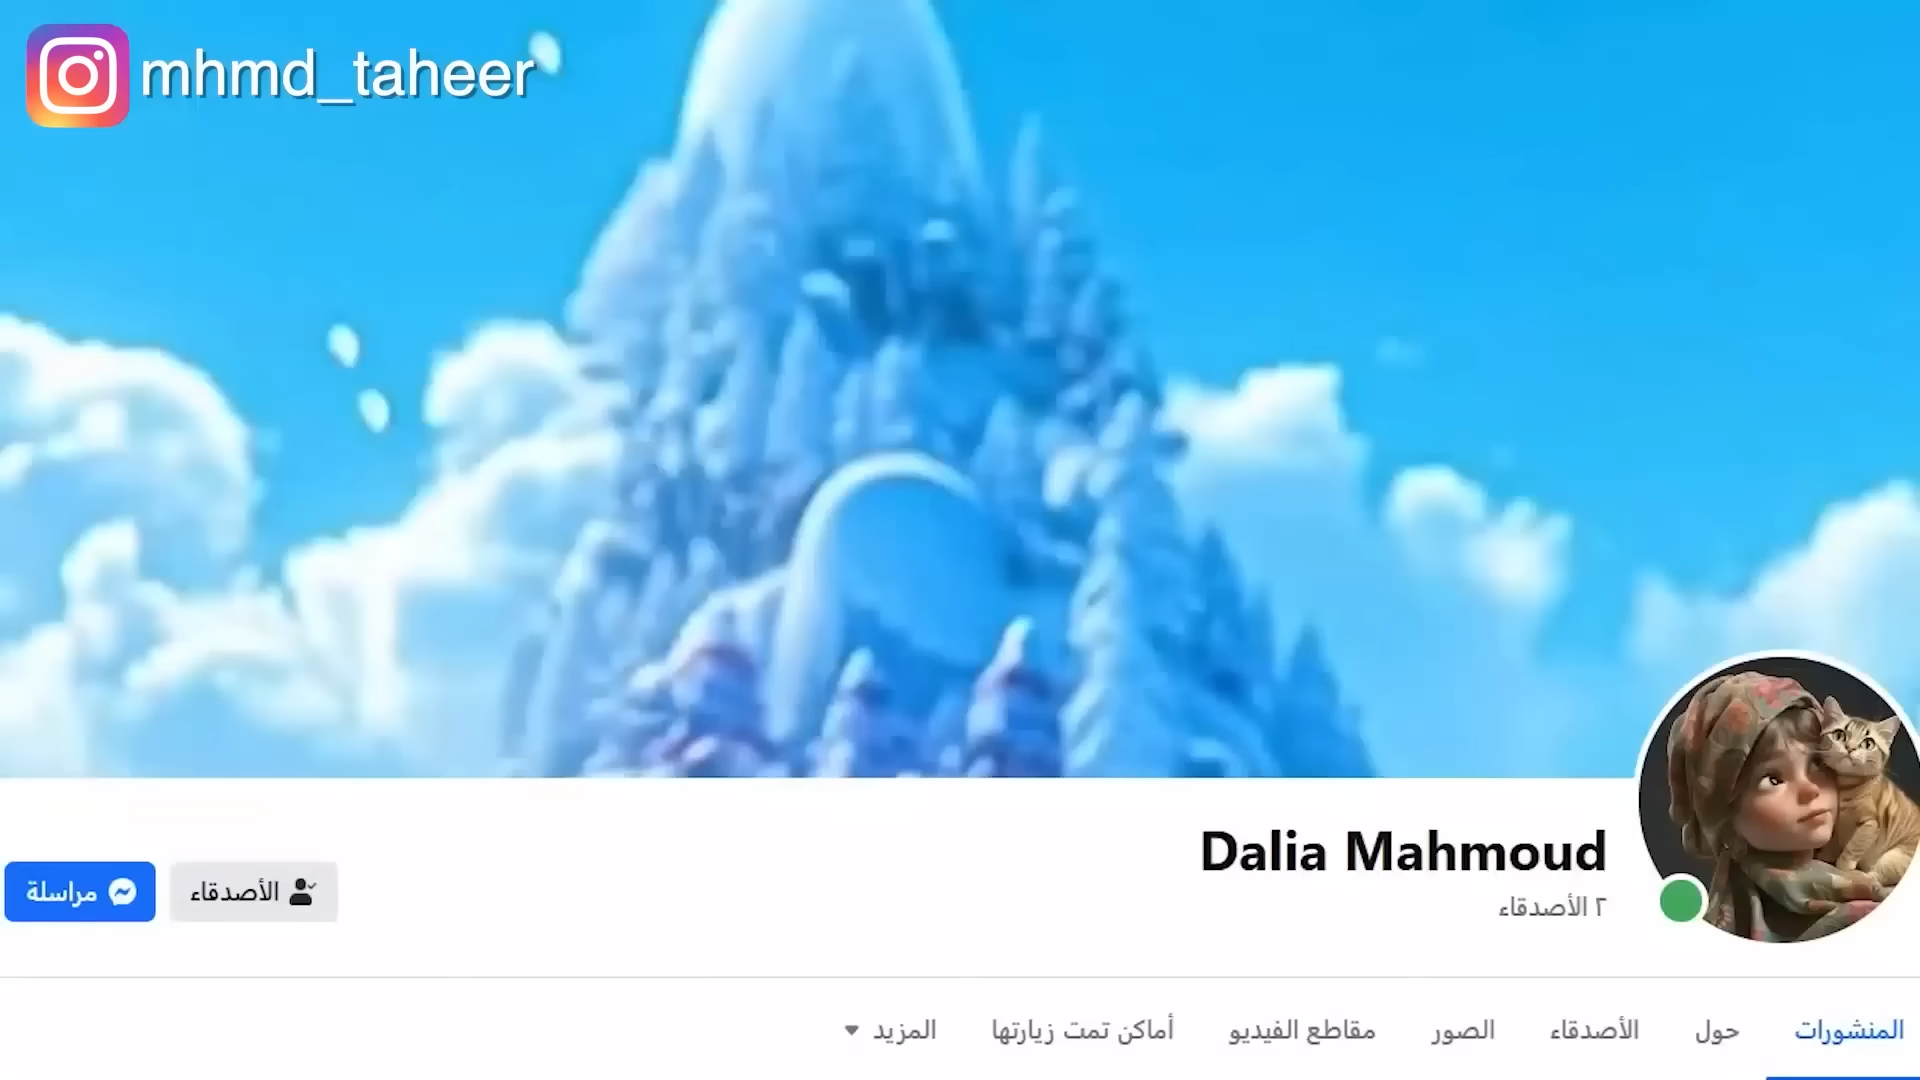 mhmd_taheer
Dalia Mahmoud
٢ الأصدقاء
الأصدقاء
مراسلة
المنشورات
حول
الأصدقاء
الصور
مقاطع الفيديو
أماكن تمت زيارتها
المزيد